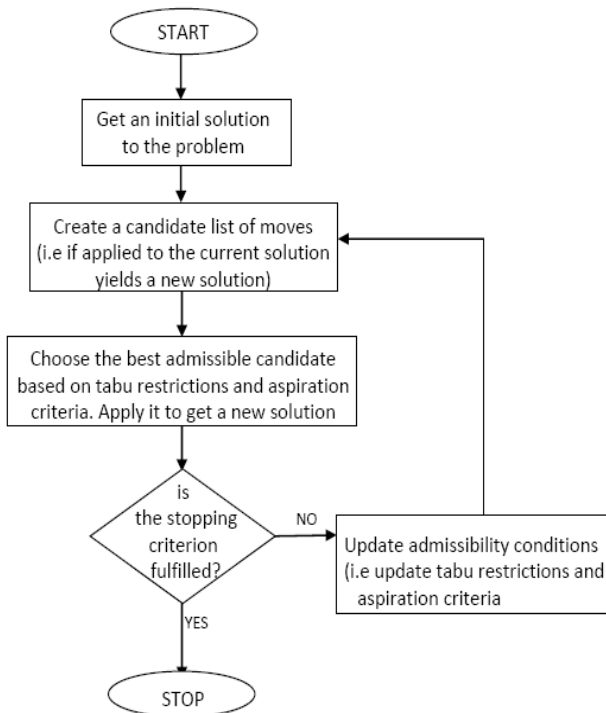 START
Get an initial solution
to the problem
Create a candidate list of moves
(i.e if applied to the current solution
yields a new solution)
Choose the best admissible candidate
based on tabu restrictions and aspiration
criteria. Apply it to get a new solution
is
the stopping
criterion
fulfilled?
NO
Update admissibility conditions
(i.e update tabu restrictions and
aspiration criteria
YES
STOP